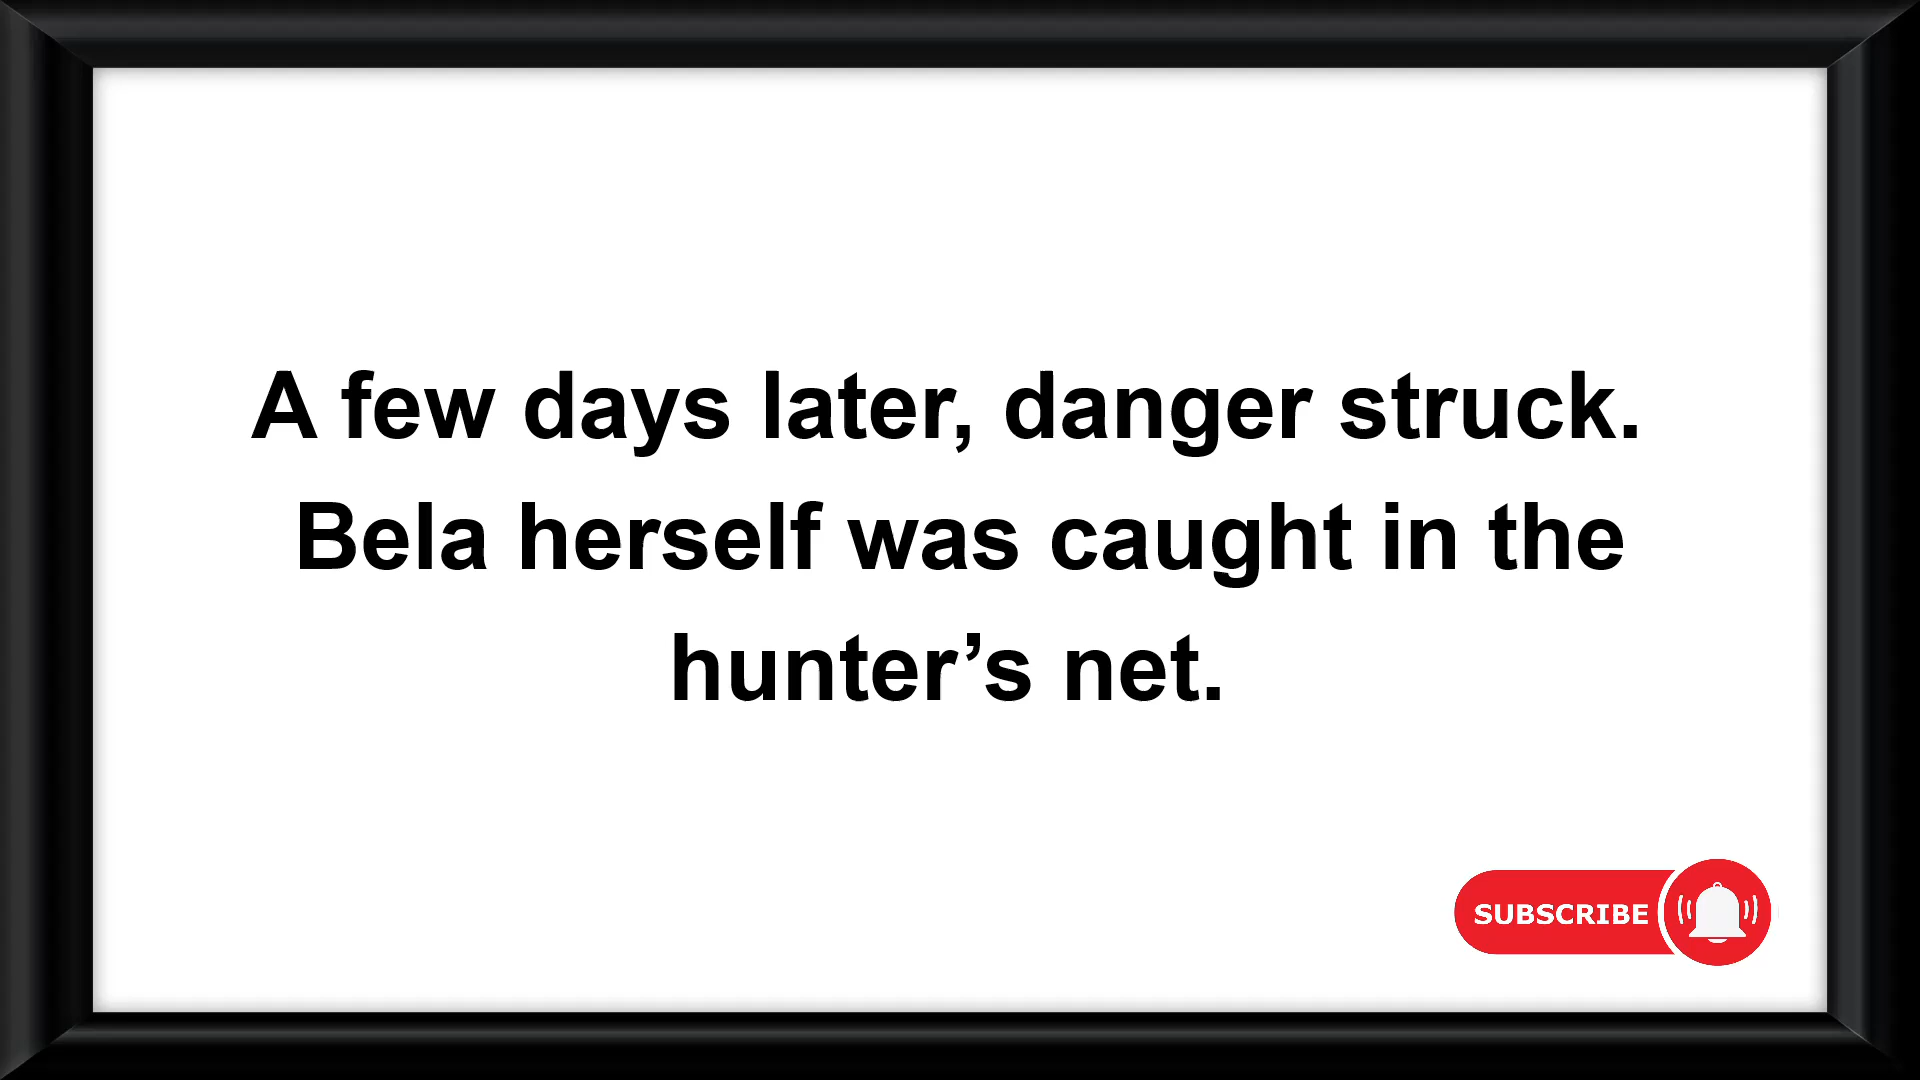 A few days later, danger struck.
Bela herself was caught in the
hunter’s net.
SUBSCRIBE